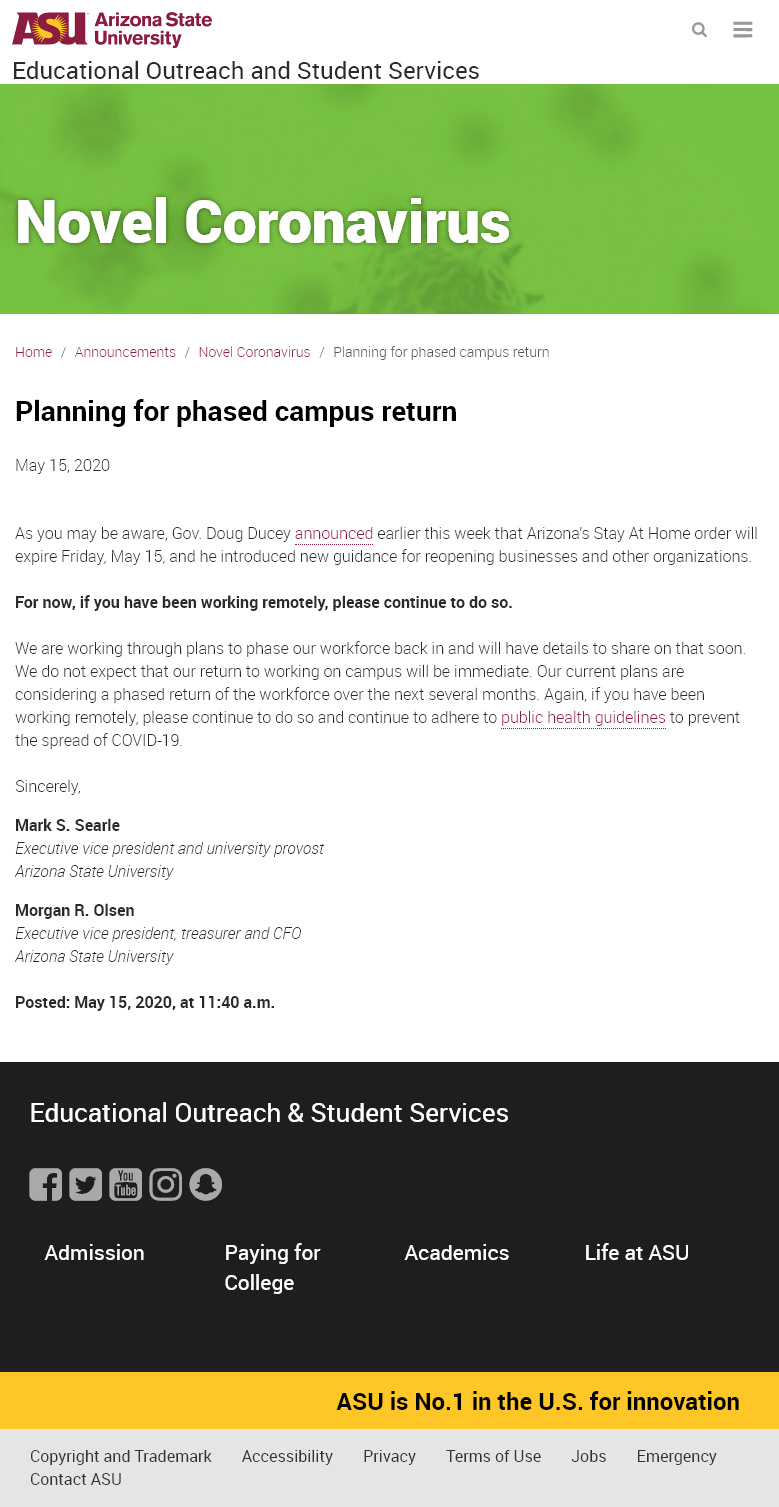 ASU Arizona State University
Educational Outreach and Student Services
Novel Coronavirus
Home / Announcements / Novel Coronavirus / Planning for phased campus return
Planning for phased campus return
May 15, 2020
As you may be aware, Gov. Doug Ducey announced earlier this week that Arizona's Stay At Home order will
expire Friday, May 15, and he introduced new guidance for reopening businesses and other organizations.
For now, if you have been working remotely, please continue to do so.
We are working through plans to phase our workforce back in and will have details to share on that soon.
We do not expect that our return to working on campus will be immediate. Our current plans are
considering a phased return of the workforce over the next several months. Again, if you have been
working remotely, please continue to do so and continue to adhere to public health guidelines to prevent
the spread of COVID-19.
Sincerely,
Mark S. Searle
Executive vice president and university provost
Arizona State University
Morgan R. Olsen
Executive vice president, treasurer and CFO
Arizona State University
Posted: May 15, 2020, at 11:40 a.m.
Educational Outreach & Student Services
You Tube
Admission Paying for College Academics Life at ASU
ASU is No.1 in the U.S. for innovation
Copyright and Trademark Accessibility Privacy Terms of Use Jobs Emergency
Contact ASU